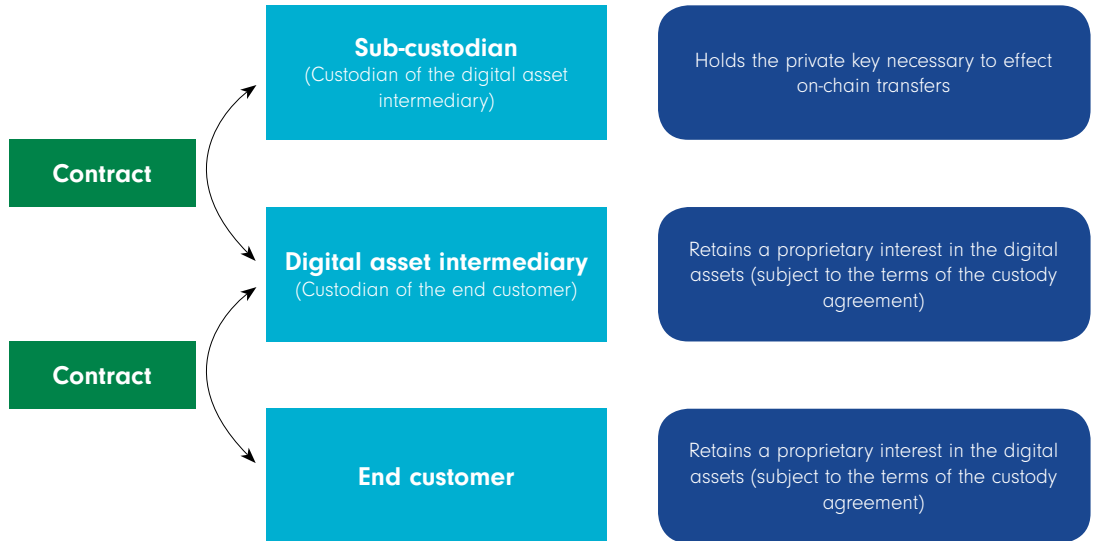 Sub-custodian
(Custodian of the digital asset
intermediary)
Holds the private key necessary to effect
on-chain transfers
Contract
Digital asset intermediary
(Custodian of the end customer)
Retains a proprietary interest in the digital
assets (subject to the terms of the custody
agreement)
Contract
End customer
Retains a proprietary interest in the digital
assets (subject to the terms of the custody
agreement)